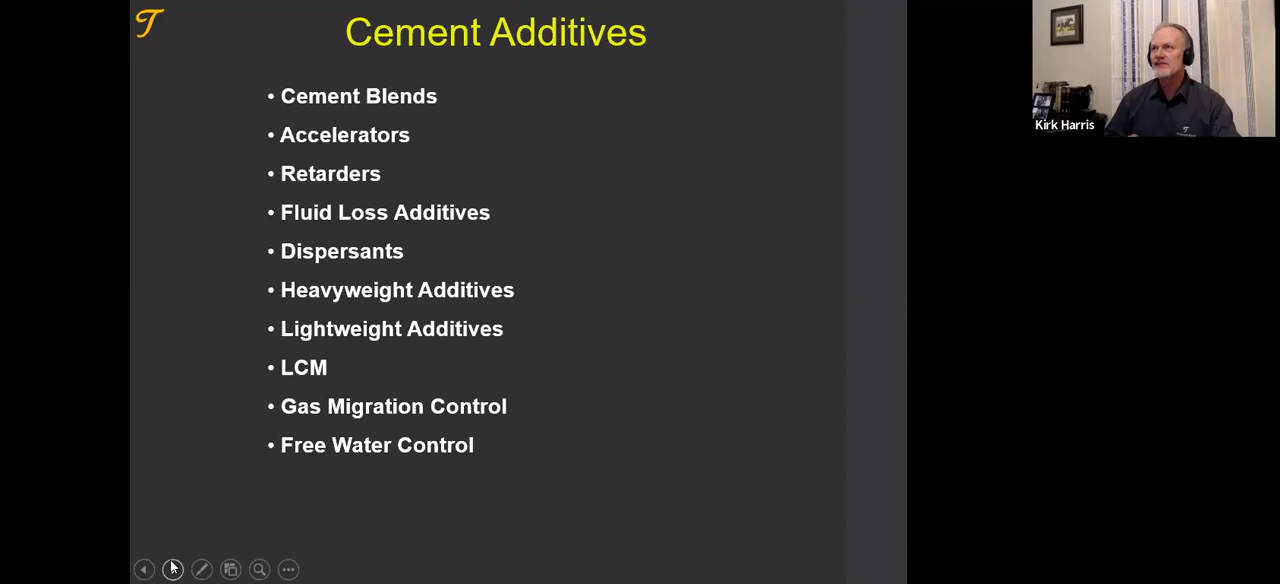 Cement Additives
• Cement Blends
• Accelerators
• Retarders
• Fluid Loss Additives
• Dispersants
• Heavyweight Additives
• Lightweight Additives
• LCM
• Gas Migration Control
• Free Water Control
Kirk Harris